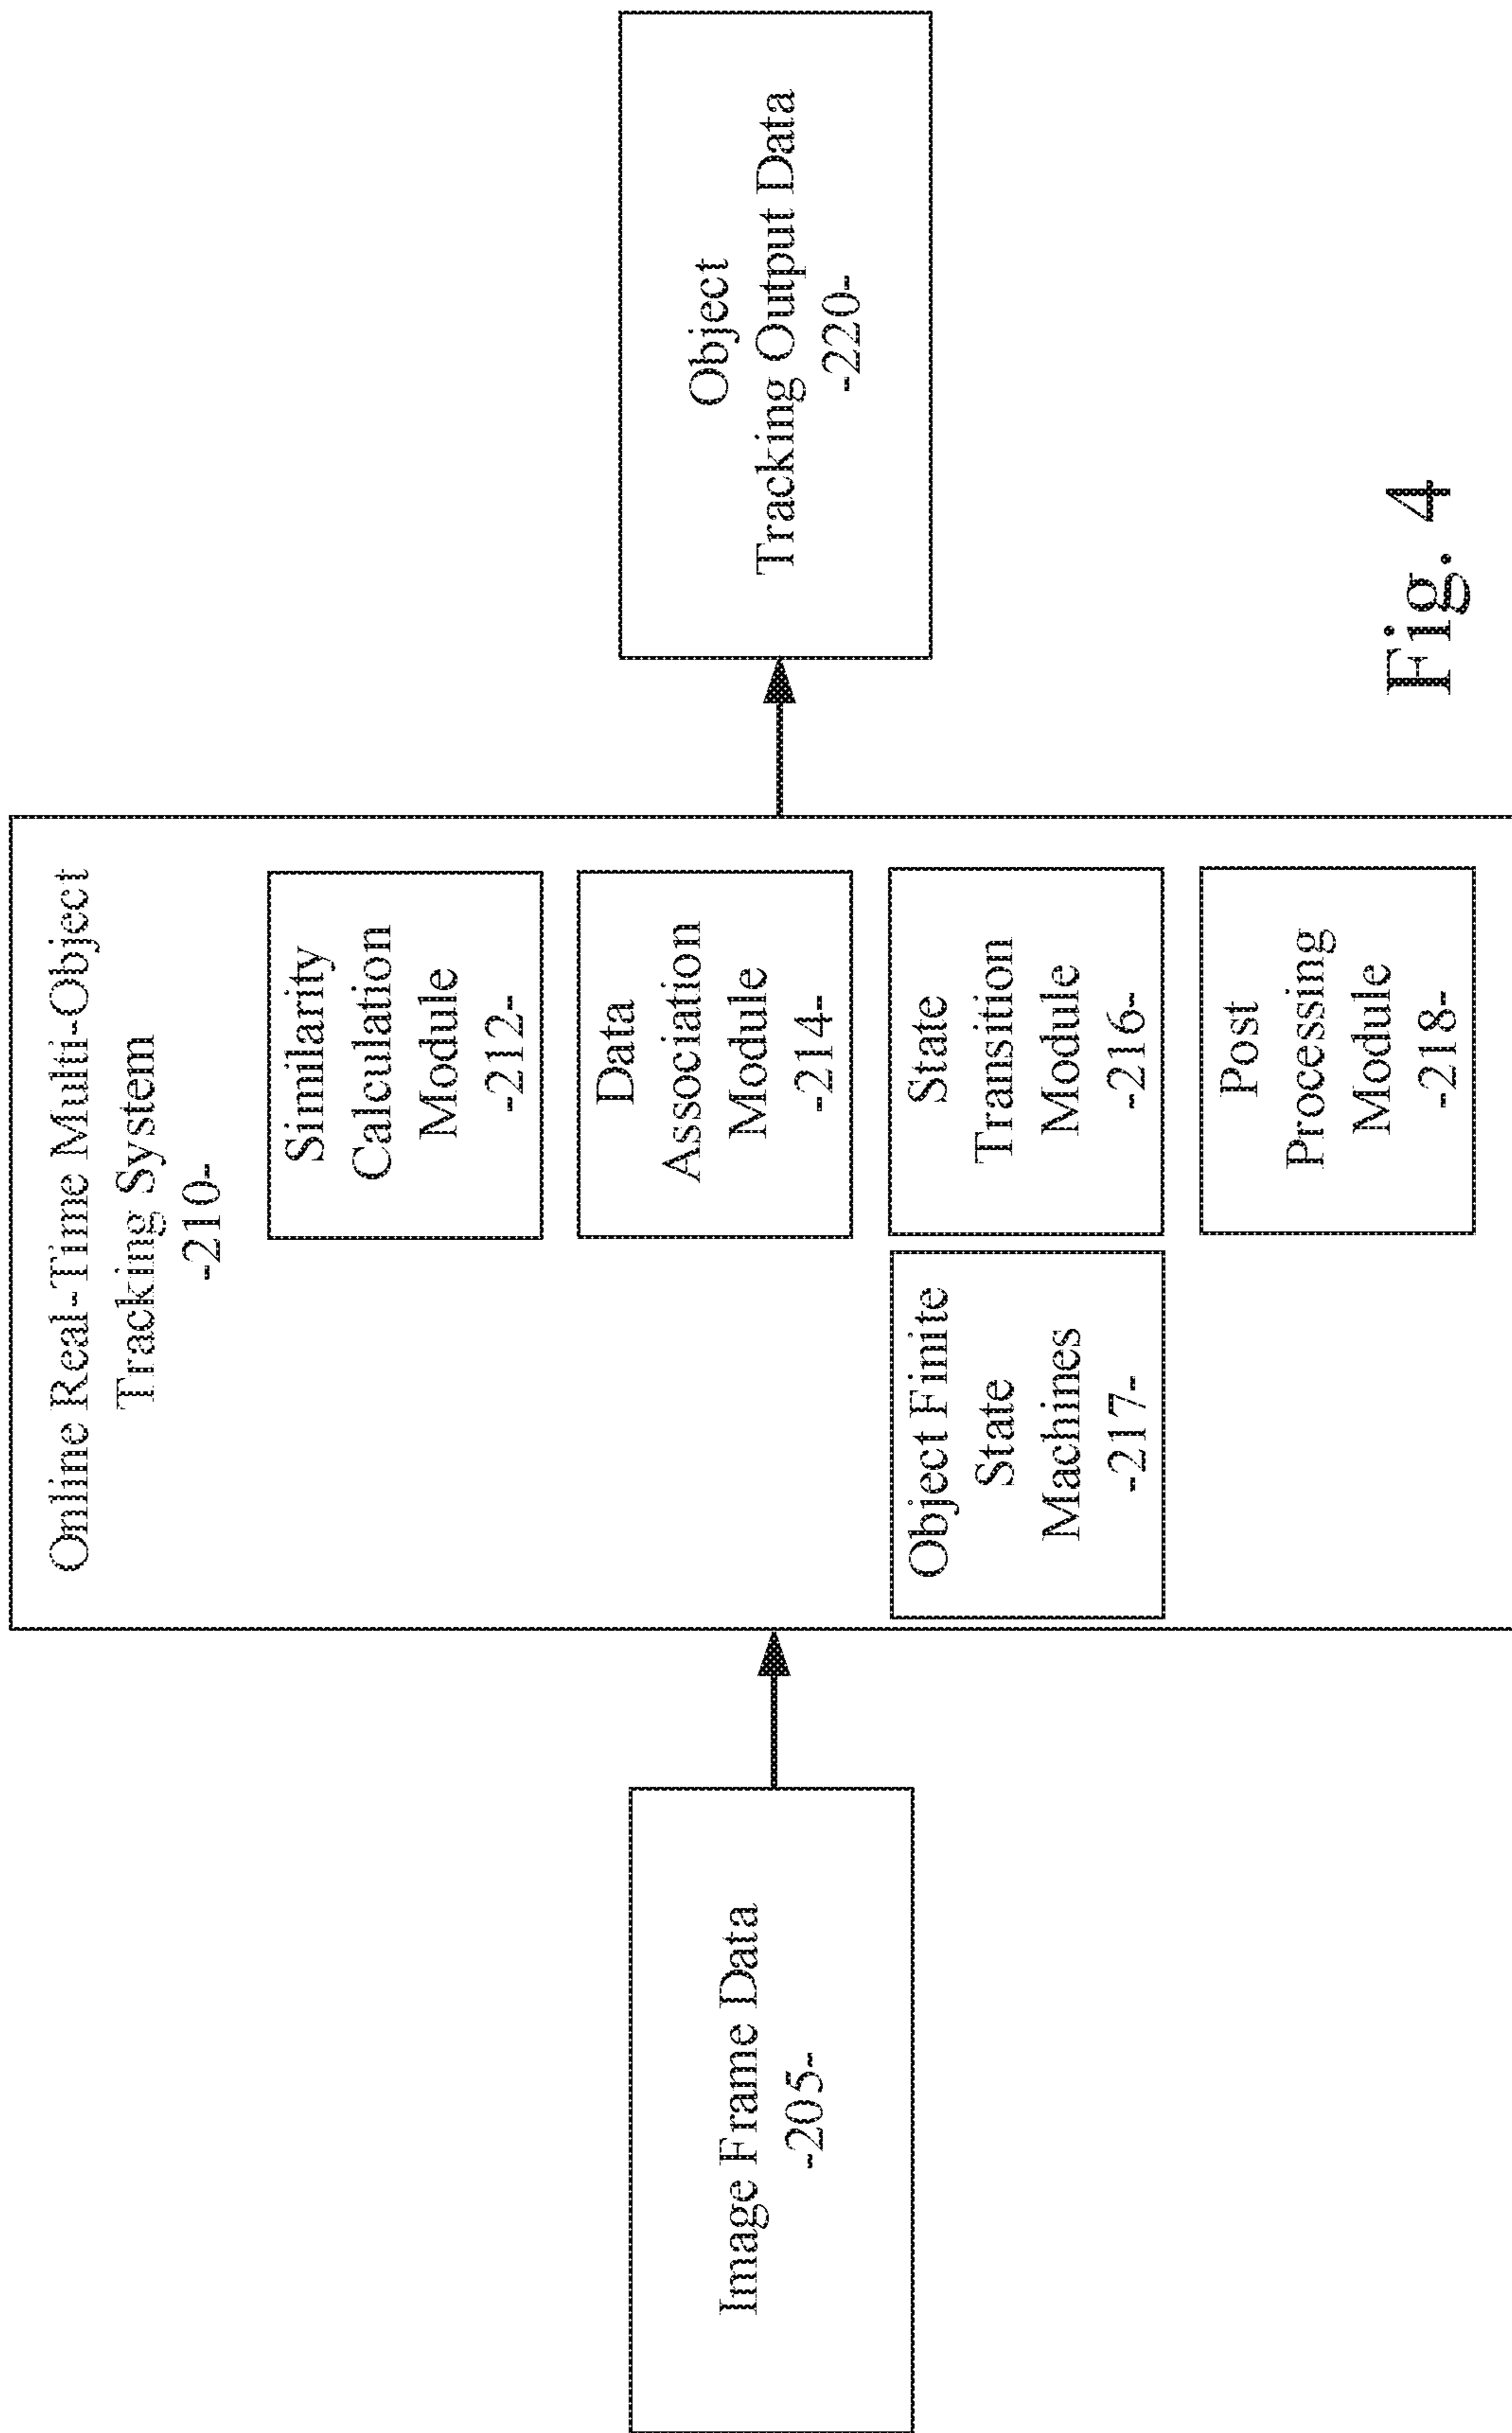 Image Frame Data
-205-
Online Real-Time Multi-Object
Tracking System
-210-
Similarity
Calculation
Module
-212-
Data
Association
Module
-214-
Object Finite
State
Machines
-217-
State
Transition
Module
-216-
Post
Processing
Module
-218-
Object
Tracking Output Data
-220-
Fig. 4